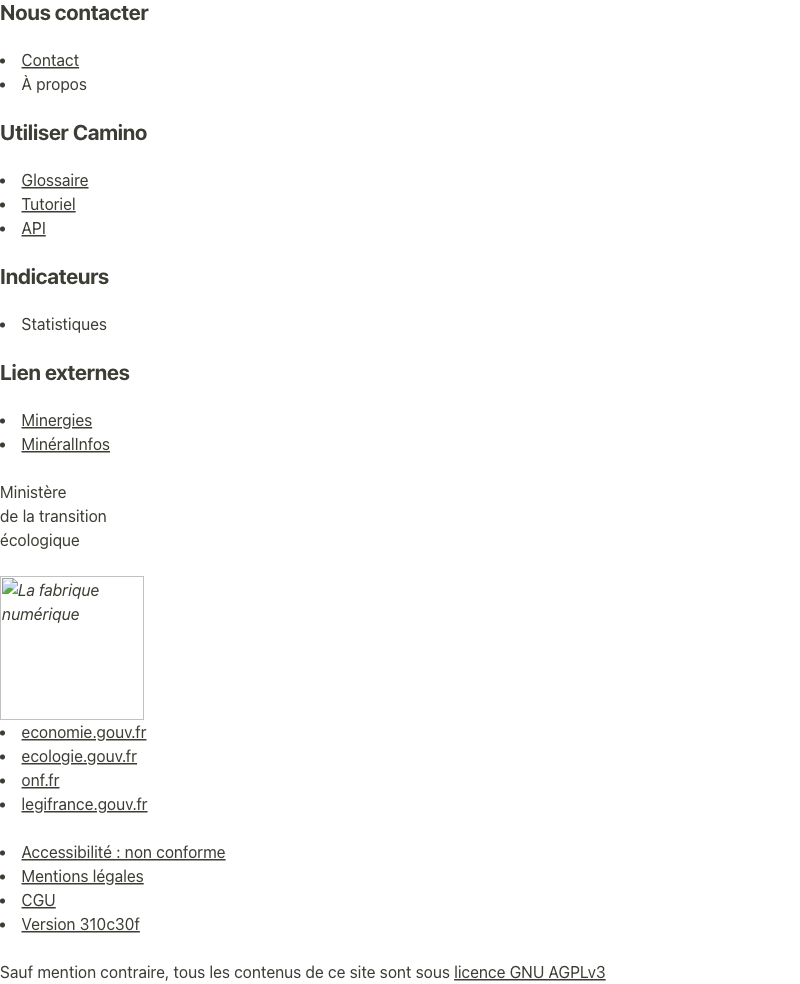 Nous contacter
Contact
À propos
Utiliser Camino
Glossaire
Tutoriel
API
Indicateurs
Statistiques
Lien externes
Minergies
MinéralInfos
Ministère
de la transition
écologique
La fabrique
numérique
economie.gouv.fr
ecologie.gouv.fr
onf.fr
legifrance.gouv.fr
Accessibilité : non conforme
Mentions légales
CGU
Version 310c30f
Sauf mention contraire, tous les contenus de ce site sont sous licence GNU AGPLv3